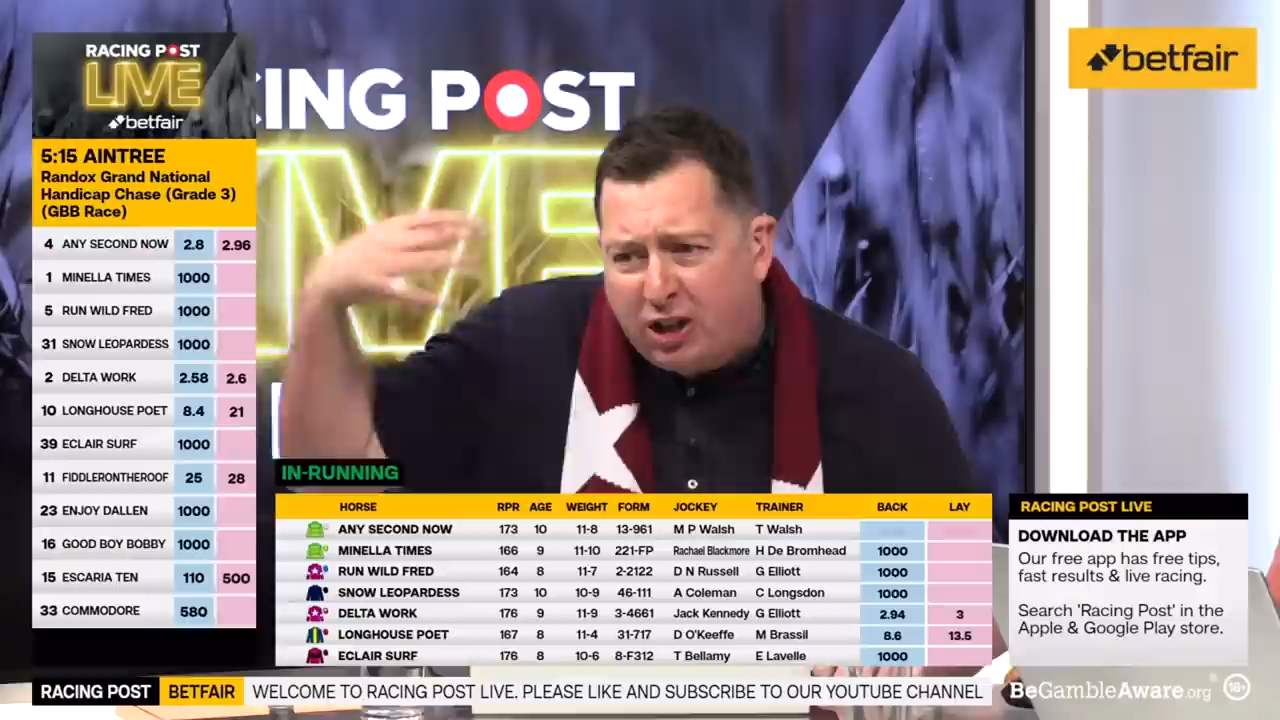 RACING POST
LIVE
betfair
CING POST
LIVE
betfair
5:15 AINTREE
Randox Grand National
Handicap Chase (Grade 3)
(GBB Race)
4 ANY SECOND NOW 2.8 2.96
1 MINELLA TIMES 1000
5 RUN WILD FRED 1000
31 SNOW LEOPARDESS 1000
2 DELTA WORK 2.58 2.6
10 LONGHOUSE POET 8.4 21
39 ECLAIR SURF 1000
11 FIDDLERONTHEROOF 25 28
23 ENJOY DALLEN 1000
16 GOOD BOY BOBBY 1000
15 ESCARIA TEN 110 500
33 COMMODORE 580
IN-RUNNING
HORSE RPR AGE WEIGHT FORM JOCKEY TRAINER BACK LAY
ANY SECOND NOW 173 10 11-8 13-961 M P Walsh T Walsh
MINELLA TIMES 166 9 11-10 221-FP Rachael Blackmore H De Bromhead 1000
RUN WILD FRED 164 8 11-7 2-2122 D N Russell G Elliott 1000
SNOW LEOPARDESS 173 10 10-9 46-111 A Coleman C Longsdon 1000
DELTA WORK 176 9 11-9 3-4661 Jack Kennedy G Elliott 2.94 3
LONGHOUSE POET 167 8 11-4 31-717 D O'Keeffe M Brassil 8.6 13.5
ECLAIR SURF 176 8 10-6 8-F312 T Bellamy E Lavelle 1000
RACING POST LIVE
DOWNLOAD THE APP
Our free app has free tips,
fast results & live racing.
Search 'Racing Post' in the
Apple & Google Play store.
RACING POST BETFAIR WELCOME TO RACING POST LIVE. PLEASE LIKE AND SUBSCRIBE TO OUR YOUTUBE CHANNEL
BeGambleAware.org 18+